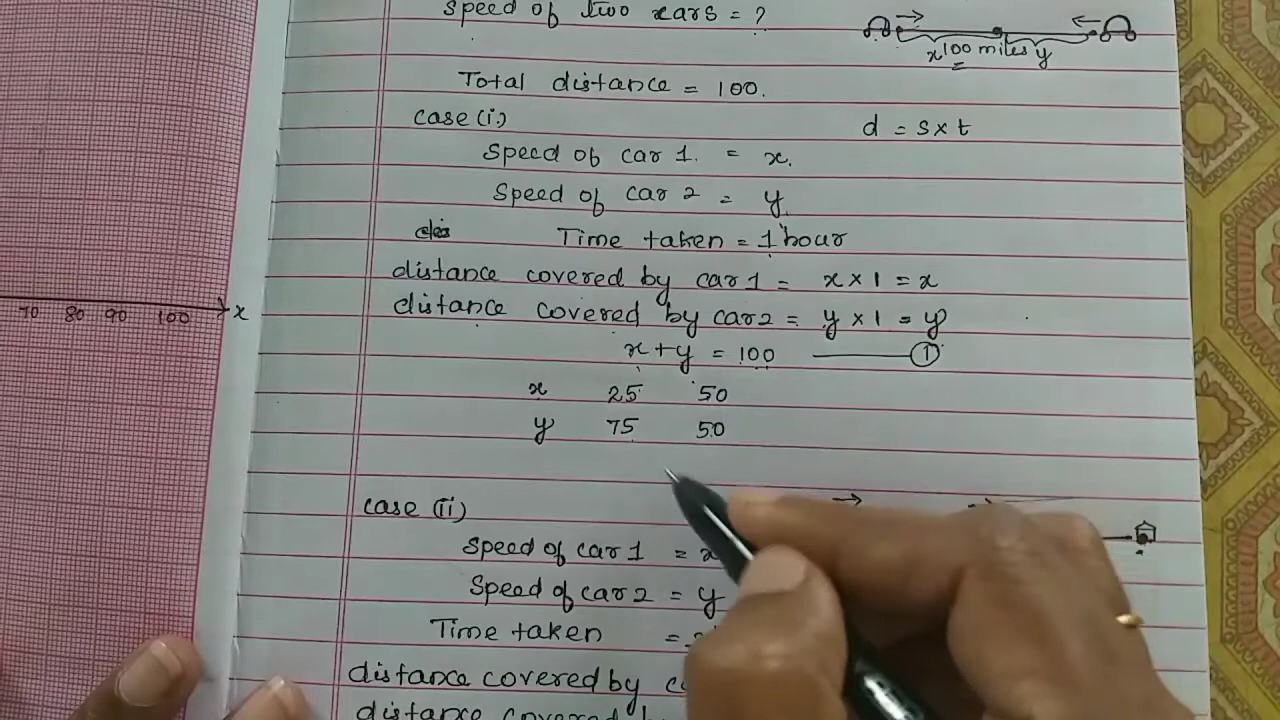 speed of two cars = ?
x 100 miles y
Total distance = 100.
case (i)
d = s x t
speed of car 1. = x.
speed of car 2 = y.
Time taken = 1 hour
distance covered by car 1 = x x 1 = x
distance covered by car 2 = y x 1 = y
x + y = 100 ——— ①
x 25 50
y 75 50
70 80 90 100 x
case (ii)
speed of car 1 = x
speed of car 2 = y
Time taken =
distance covered by
distance covered